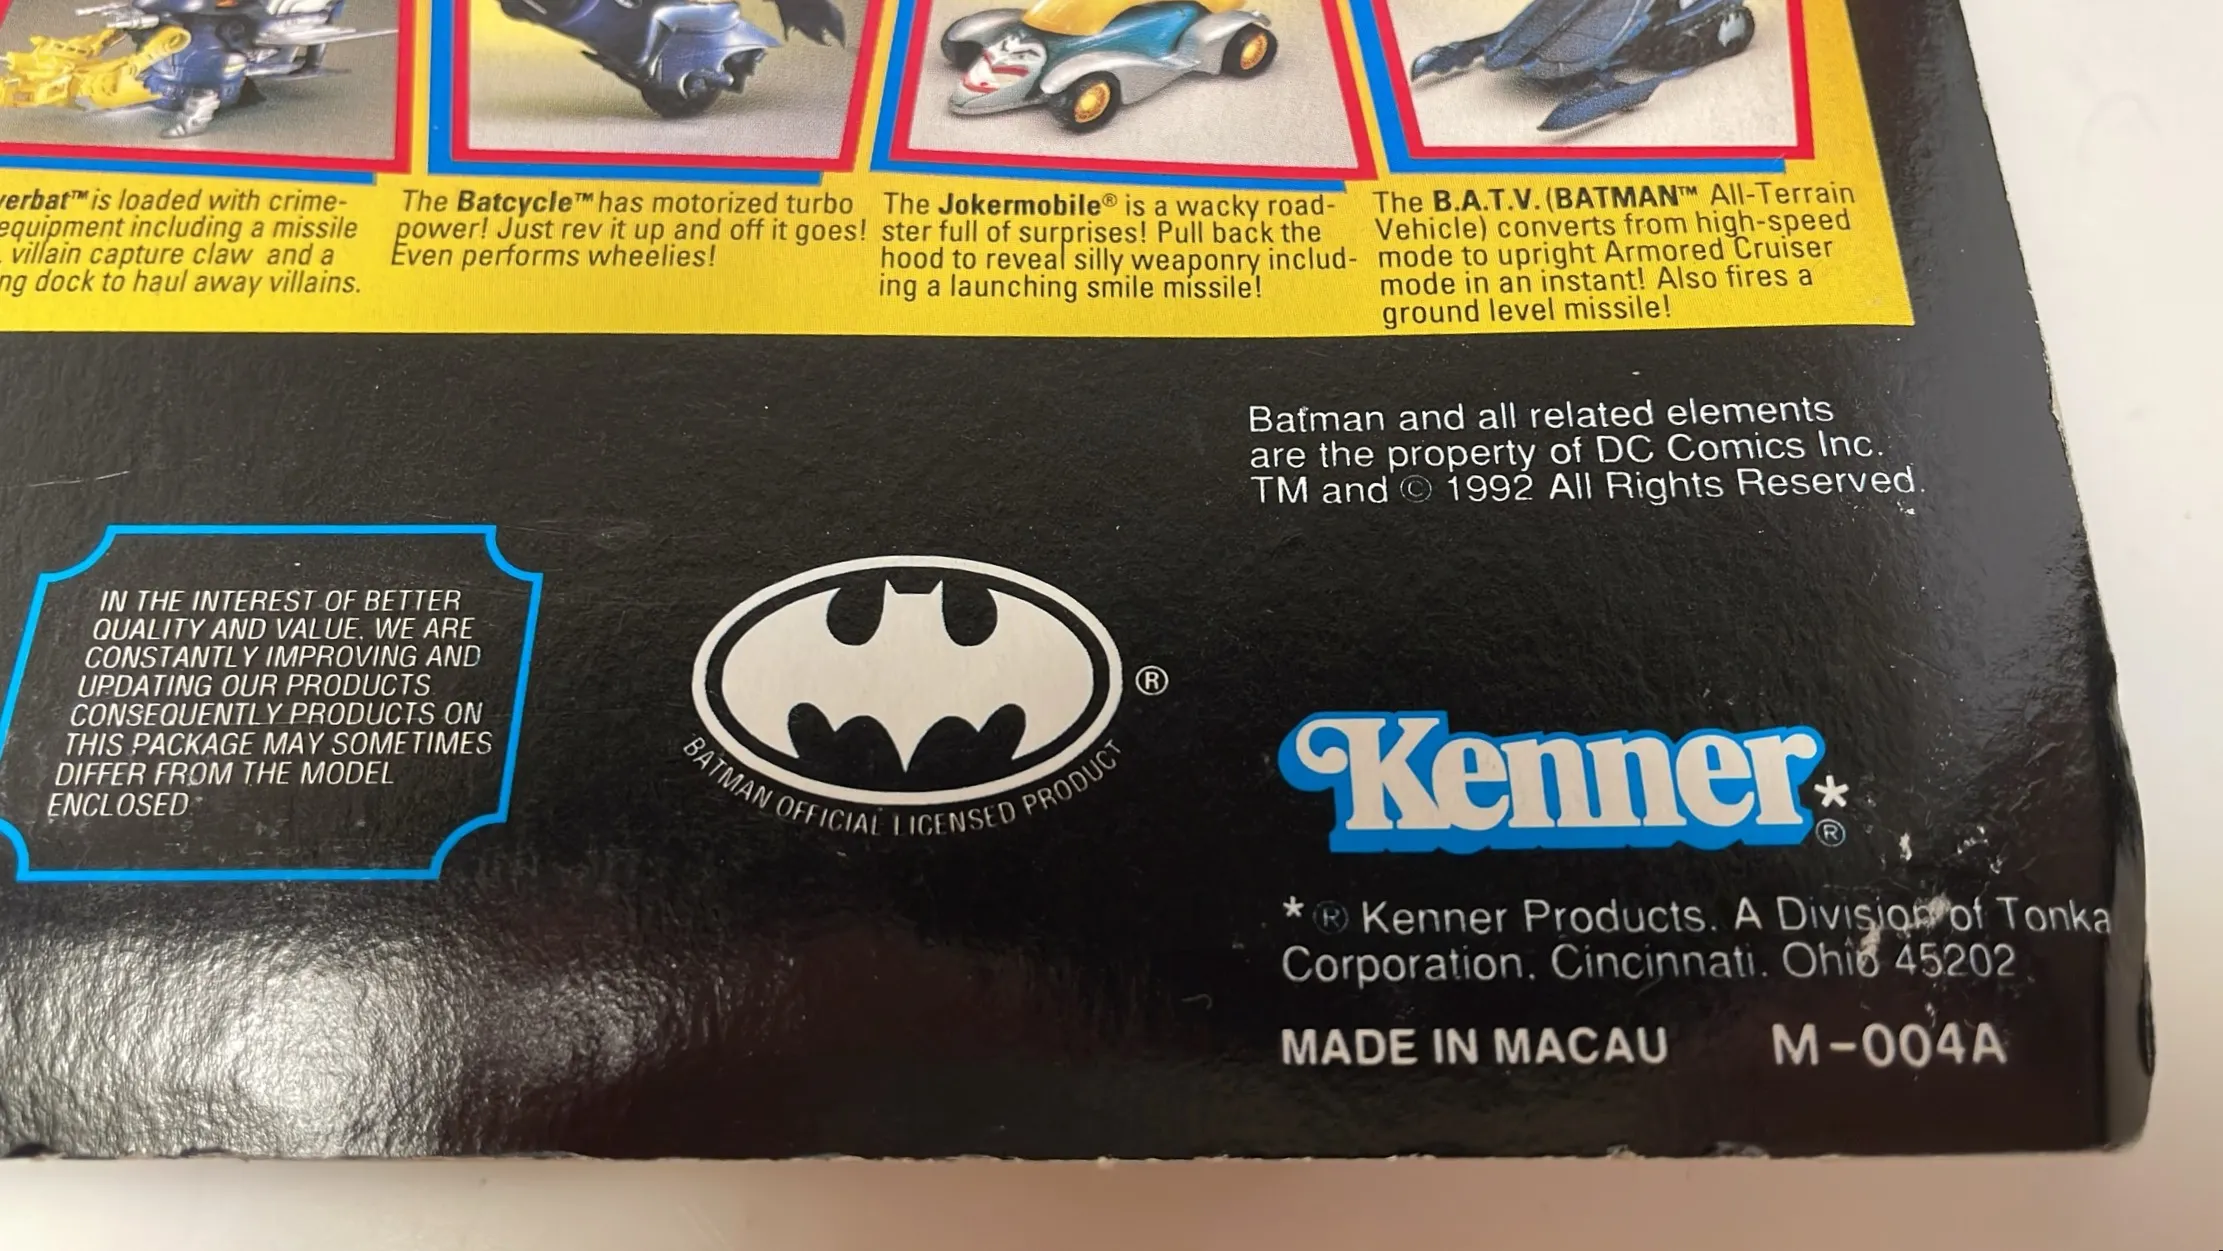 verbat™ is loaded with crime-
equipment including a missile
villain capture claw and a
ng dock to haul away villains.
The Batcycle™ has motorized turbo
power! Just rev it up and off it goes!
Even performs wheelies!
The Jokermobile® is a wacky road-
ster full of surprises! Pull back the
hood to reveal silly weaponry includ-
ing a launching smile missile!
The B.A.T.V. (BATMAN™ All-Terrain
Vehicle) converts from high-speed
mode to upright Armored Cruiser
mode in an instant! Also fires a
ground level missile!
Batman and all related elements
are the property of DC Comics Inc.
TM and © 1992 All Rights Reserved.
IN THE INTEREST OF BETTER
QUALITY AND VALUE, WE ARE
CONSTANTLY IMPROVING AND
UPDATING OUR PRODUCTS
CONSEQUENTLY PRODUCTS ON
THIS PACKAGE MAY SOMETIMES
DIFFER FROM THE MODEL
ENCLOSED
®
BATMAN OFFICIAL LICENSED PRODUCT
Kenner*®
*® Kenner Products. A Division of Tonka
Corporation. Cincinnati. Ohio 45202
MADE IN MACAU M-004A